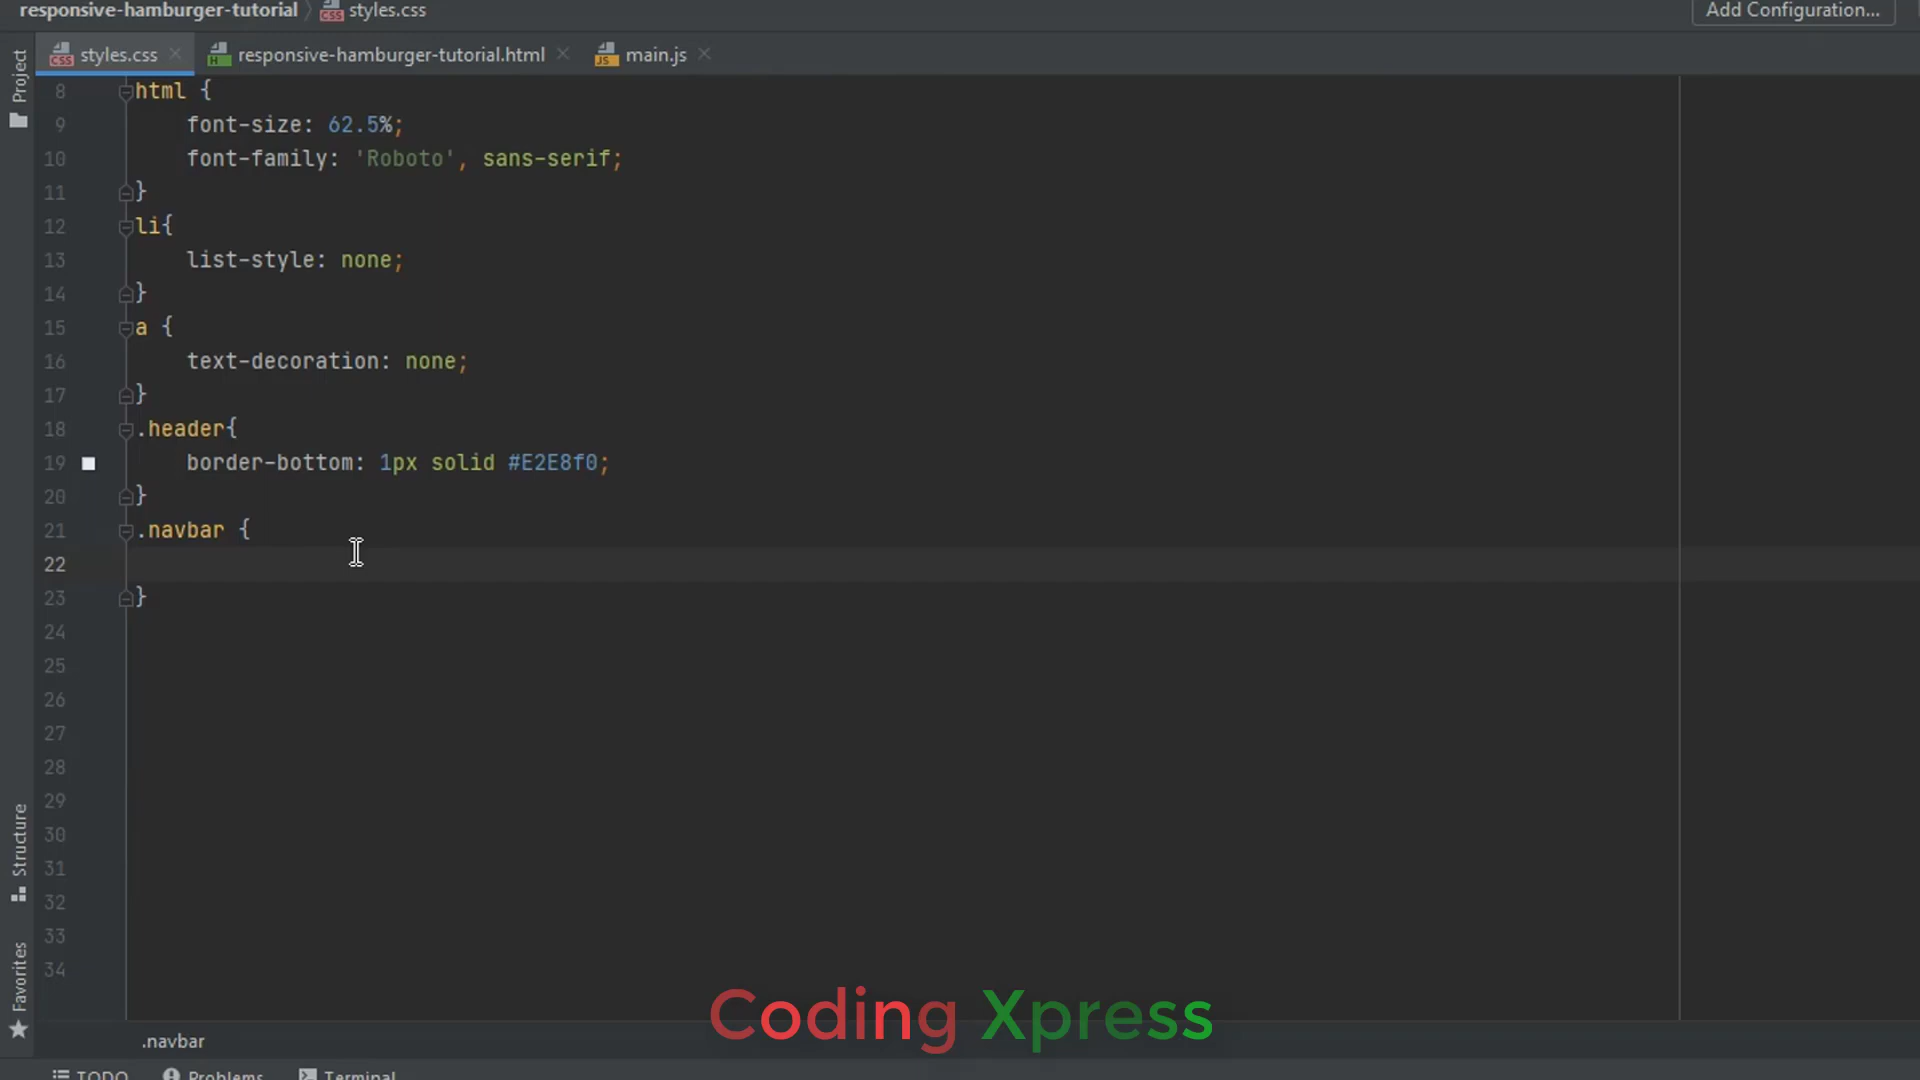 responsive-hamburger-tutorial styles.css Add Configuration...
Project
styles.css responsive-hamburger-tutorial.html main.js
8 html {
9 font-size: 62.5%;
10 font-family: 'Roboto', sans-serif;
11 }
12 li{
13 list-style: none;
14 }
15 a {
16 text-decoration: none;
17 }
18 .header{
19 border-bottom: 1px solid #E2E8f0;
20 }
21 .navbar {
22
23 }
24
25
26
27
28
29
30
31
32
33
34
Structure
Favorites
Coding Xpress
.navbar
TODO Problems Terminal